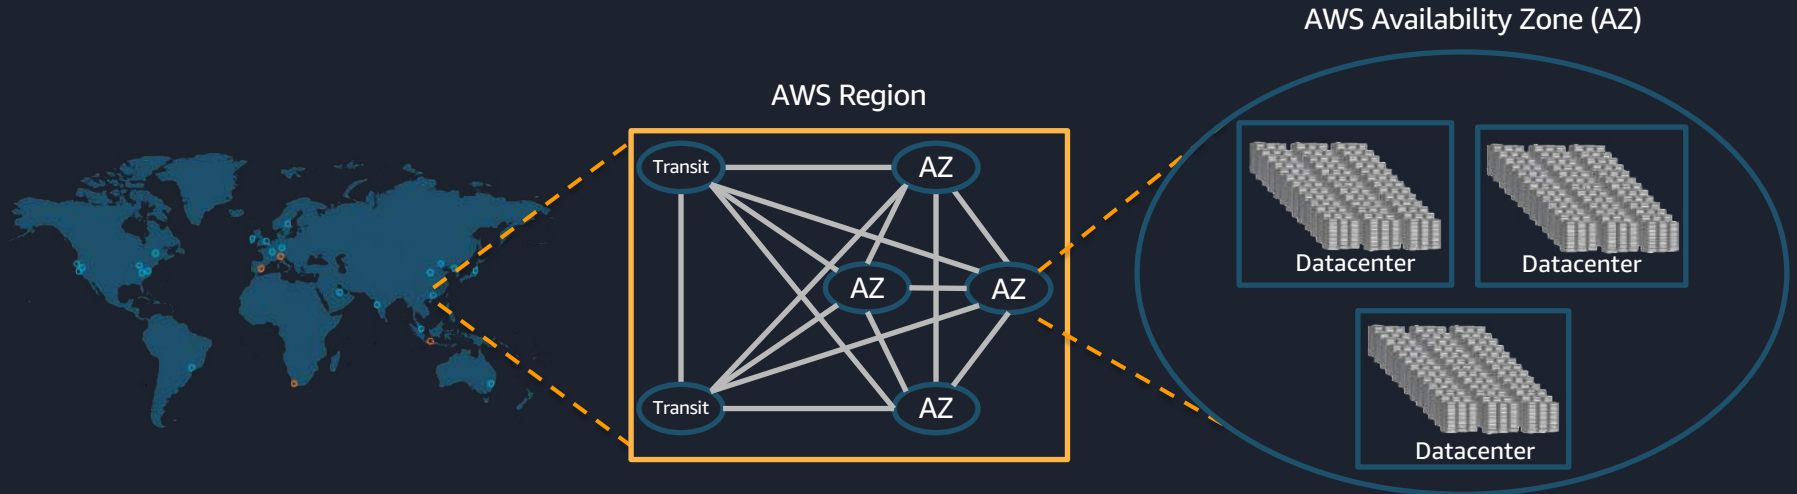 AWS Availability Zone (AZ)
AWS Region
Transit
AZ
AZ
AZ
Transit
AZ
Datacenter
Datacenter
Datacenter